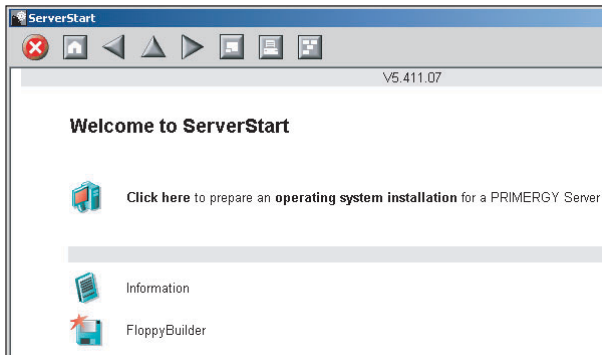 ServerStart
V5.411.07
Welcome to ServerStart
Click here to prepare an operating system installation for a PRIMERGY Server
Information
FloppyBuilder